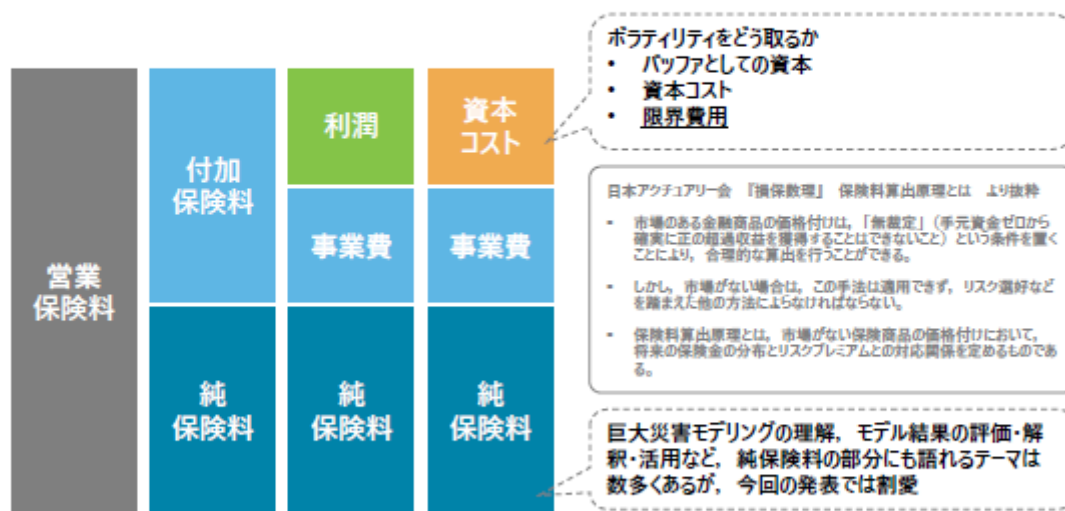 営業
保険料
付加
保険料
純
保険料
利潤
事業費
純
保険料
資本
コスト
事業費
純
保険料
ボラティリティをどう取るか
• バッファとしての資本
• 資本コスト
• 限界費用
日本アクチュアリー会 『損保数理』 保険料算出原理とは より抜粋
- 市場のある金融商品の価格付けは，「無裁定」（手元資金ゼロから
確実に正の超過収益を獲得することはできないこと）という条件を置く
ことにより，合理的な算出を行うことができる。
- しかし，市場がない場合は，この手法は適用できず，リスク選好など
を踏まえた他の方法によらなければならない。
- 保険料算出原理とは，市場がない保険商品の価格付けにおいて，
将来の保険金の分布とリスクプレミアムとの対応関係を定めるものであ
る。
巨大災害モデリングの理解，モデル結果の評価・解
釈・活用など，純保険料の部分にも語れるテーマは
数多くあるが，今回の発表では割愛